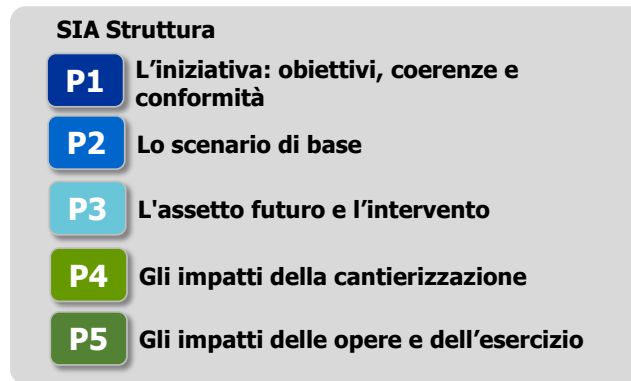 SIA Struttura
P1 L’iniziativa: obiettivi, coerenze e
conformità
P2 Lo scenario di base
P3 L'assetto futuro e l’intervento
P4 Gli impatti della cantierizzazione
P5 Gli impatti delle opere e dell’esercizio